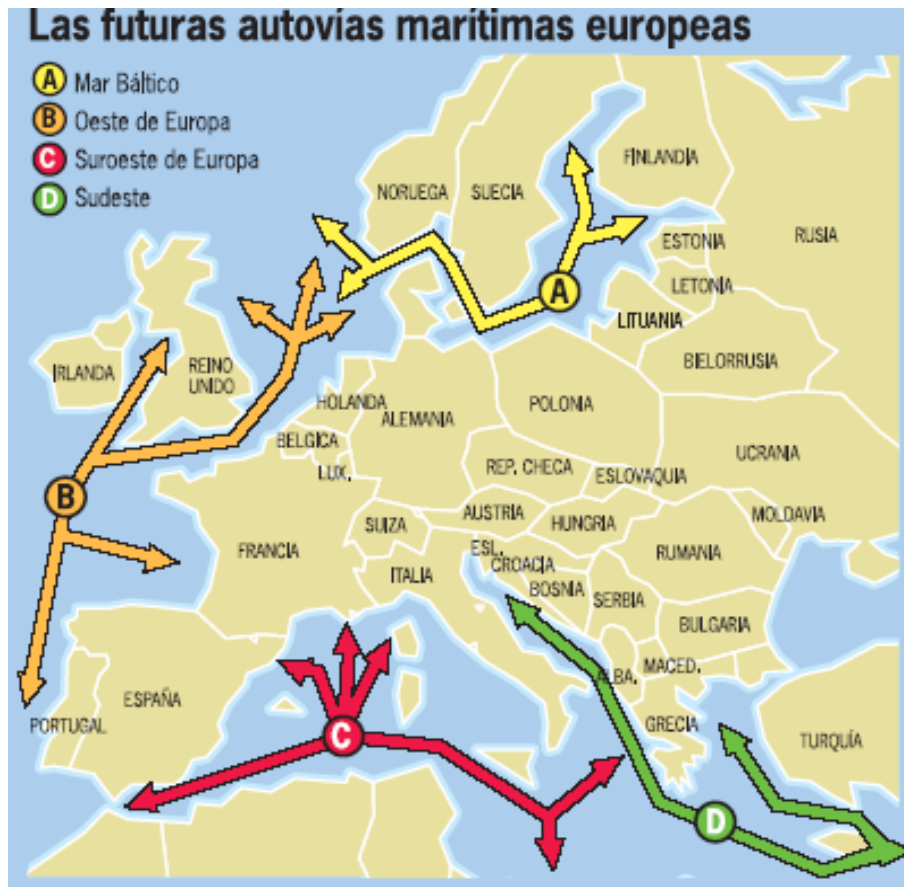 Las futuras autovías marítimas europeas
A Mar Báltico
B Oeste de Europa
C Suroeste de Europa
D Sudeste
FINLANDIA
NORUEGA
SUECIA
ESTONIA
RUSIA
LETONIA
A
LITUANIA
BIELORRUSIA
IRLANDA
REINO
UNIDO
HOLANDA
ALEMANIA
POLONIA
BELGICA
LUX.
REP. CHECA
ESLOVAQUIA
UCRANIA
B
AUSTRIA
HUNGRIA
MOLDAVIA
SUIZA
FRANCIA
ESL.
CROACIA
RUMANIA
ITALIA
BOSNIA
SERBIA
BULGARIA
ALBA.
MACED.
ESPAÑA
PORTUGAL
GRECIA
TURQUÍA
C
D